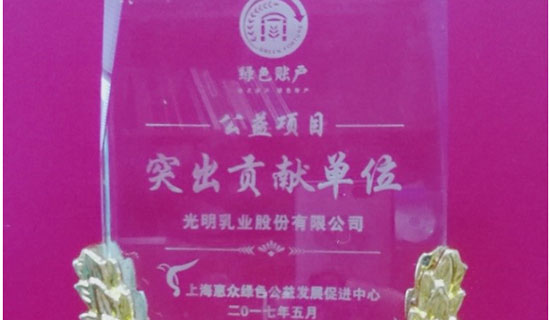 GREEN FORTUNE
绿色账户
公益项目
突出贡献单位
光明乳业股份有限公司
上海惠众绿色公益发展促进中心
二〇一七年五月